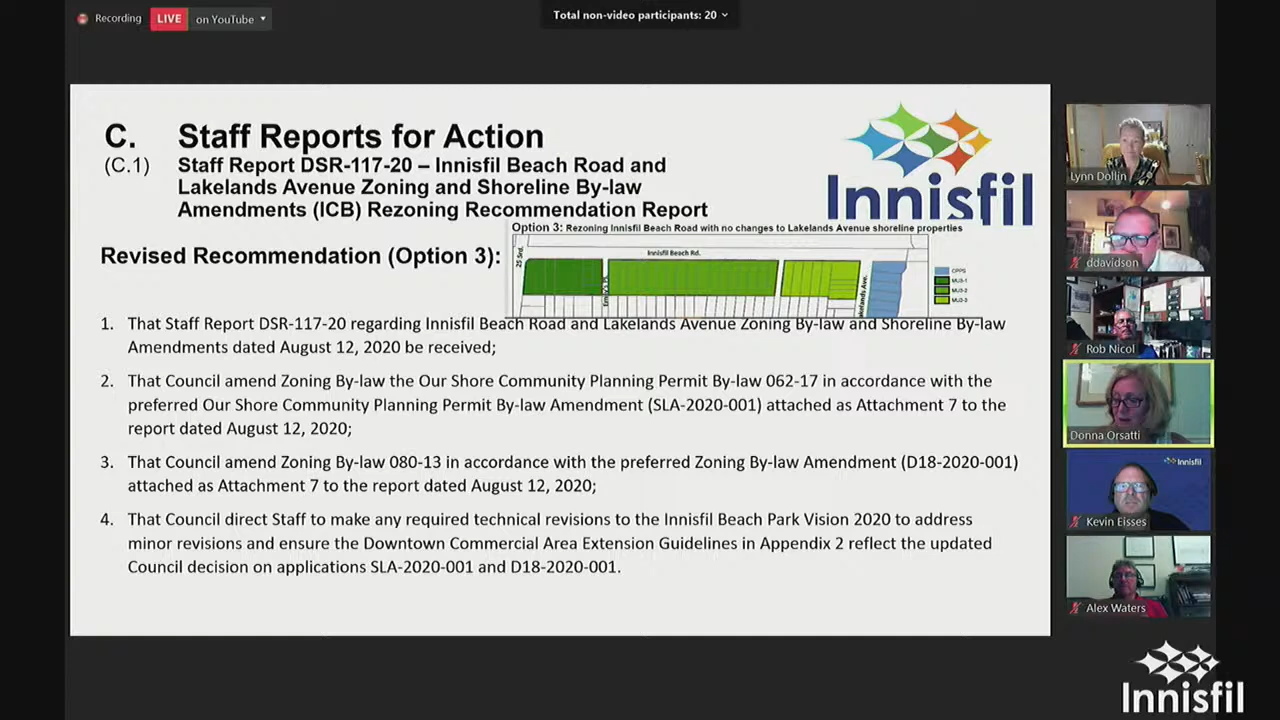 Recording
LIVE on YouTube
Total non-video participants: 20
C. Staff Reports for Action
(C.1) Staff Report DSR-117-20 – Innisfil Beach Road and
Lakelands Avenue Zoning and Shoreline By-law
Amendments (ICB) Rezoning Recommendation Report
Innisfil
Revised Recommendation (Option 3):
Option 3: Rezoning Innisfil Beach Road with no changes to Lakelands Avenue shoreline properties
Innisfil Beach Rd.
1. That Staff Report DSR-117-20 regarding Innisfil Beach Road and Lakelands Avenue Zoning By-law and Shoreline By-law
Amendments dated August 12, 2020 be received;
2. That Council amend Zoning By-law the Our Shore Community Planning Permit By-law 062-17 in accordance with the
preferred Our Shore Community Planning Permit By-law Amendment (SLA-2020-001) attached as Attachment 7 to the
report dated August 12, 2020;
3. That Council amend Zoning By-law 080-13 in accordance with the preferred Zoning By-law Amendment (D18-2020-001)
attached as Attachment 7 to the report dated August 12, 2020;
4. That Council direct Staff to make any required technical revisions to the Innisfil Beach Park Vision 2020 to address
minor revisions and ensure the Downtown Commercial Area Extension Guidelines in Appendix 2 reflect the updated
Council decision on applications SLA-2020-001 and D18-2020-001.
Lynn Dollin
ddavidson
Rob Nicol
Donna Orsatti
Innisfil
Kevin Eisses
Alex Waters
Innisfil